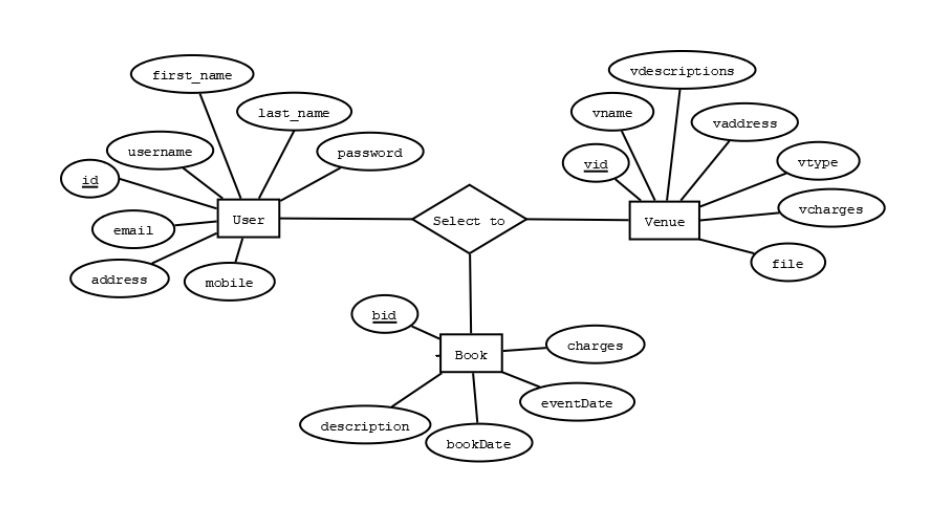 first_name
last_name
username
password
id
User
email
address
mobile
Select to
vdescriptions
vname
vaddress
vid
vtype
vcharges
Venue
file
bid
Book
charges
eventDate
description
bookDate